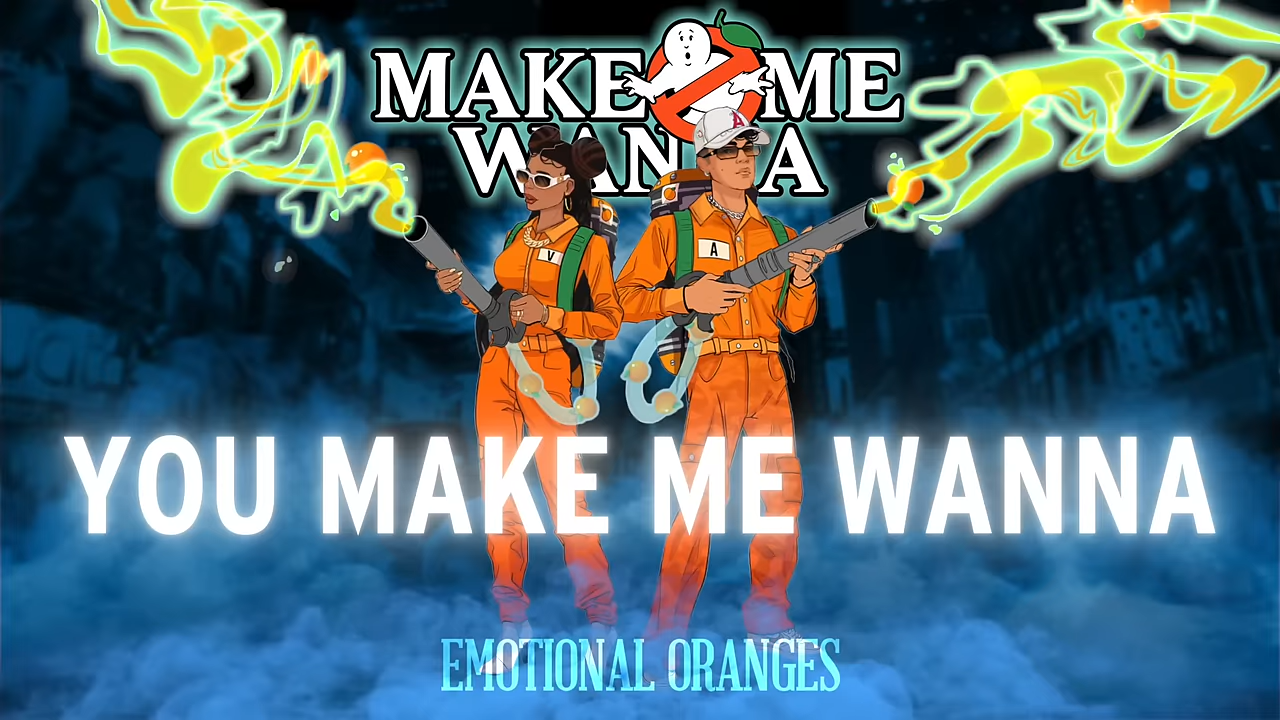 MAKE ME
WANNA
A
V
A
YOU MAKE ME WANNA
EMOTIONAL ORANGES